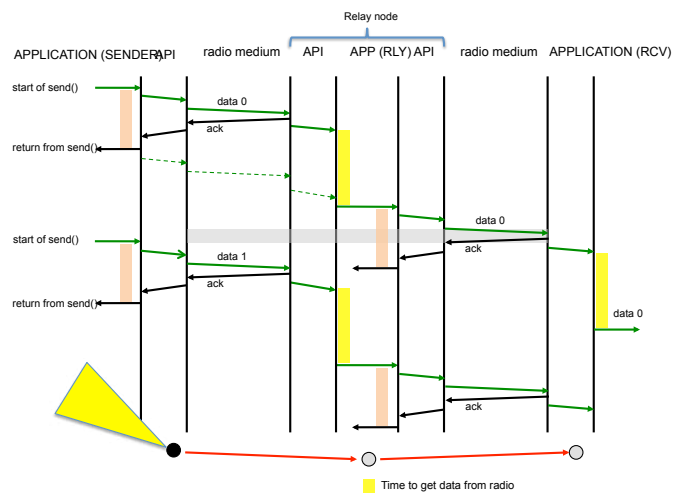 Relay node
APPLICATION (SENDER) API radio medium API APP (RLY) API radio medium APPLICATION (RCV)
start of send()
data 0
ack
return from send()
data 0
start of send()
ack
data 1
ack
return from send()
data 0
ack
Time to get data from radio